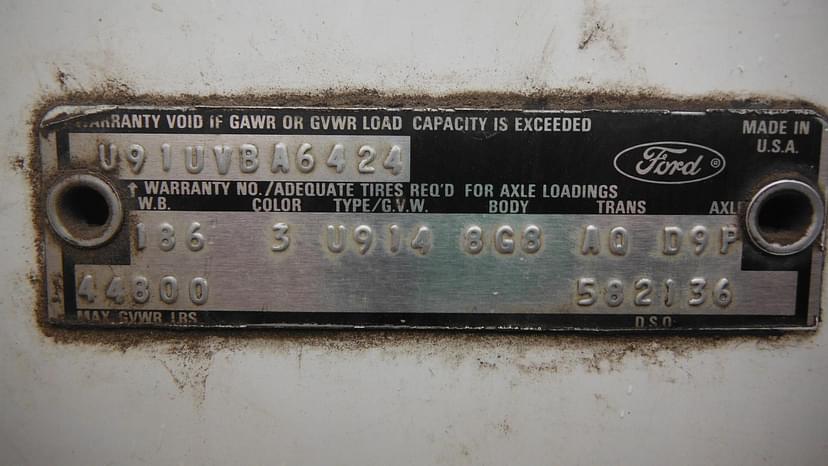 WARRANTY VOID IF GAWR OR GVWR LOAD CAPACITY IS EXCEEDED
MADE IN
U.S.A.
U91UVBA6424
Ford ®
↑ WARRANTY NO./ADEQUATE TIRES REQ'D FOR AXLE LOADINGS
W.B. COLOR TYPE/G.V.W. BODY TRANS AXLE
186 3 U914 8G8 AQ D9P
44800 582136
MAX. GVWR LBS. D.S.O.